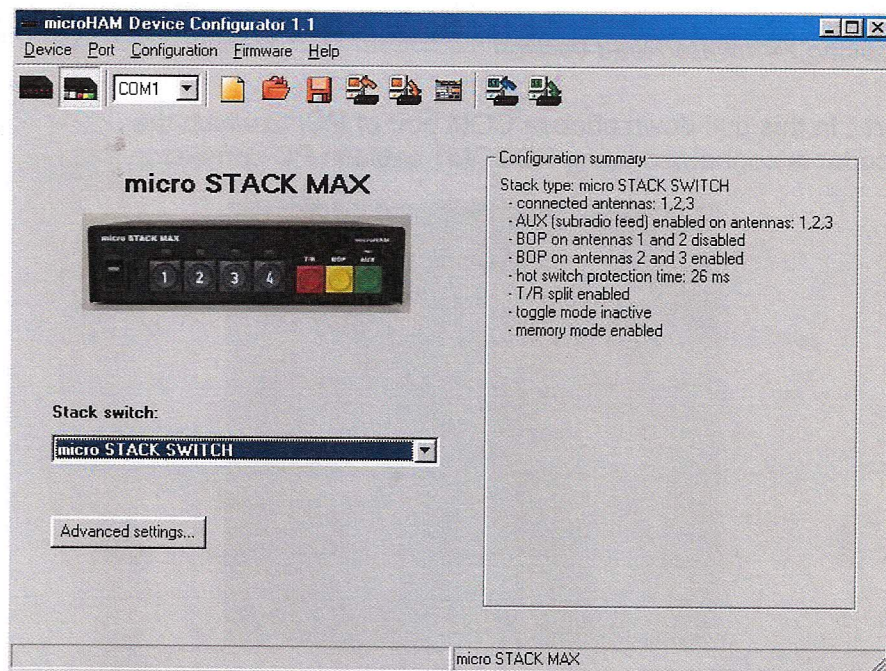 microHAM Device Configurator 1.1
Device Port Configuration Firmware Help
COM1
micro STACK MAX
micro STACK MAX
microHAM
1 2 3 4
T/R BOP AUX
Stack switch:
micro STACK SWITCH
Advanced settings...
Configuration summary
Stack type: micro STACK SWITCH
- connected antennas: 1,2,3
- AUX (subradio feed) enabled on antennas: 1,2,3
- BOP on antennas 1 and 2 disabled
- BOP on antennas 2 and 3 enabled
- hot switch protection time: 26 ms
- T/R split enabled
- toggle mode inactive
- memory mode enabled
micro STACK MAX